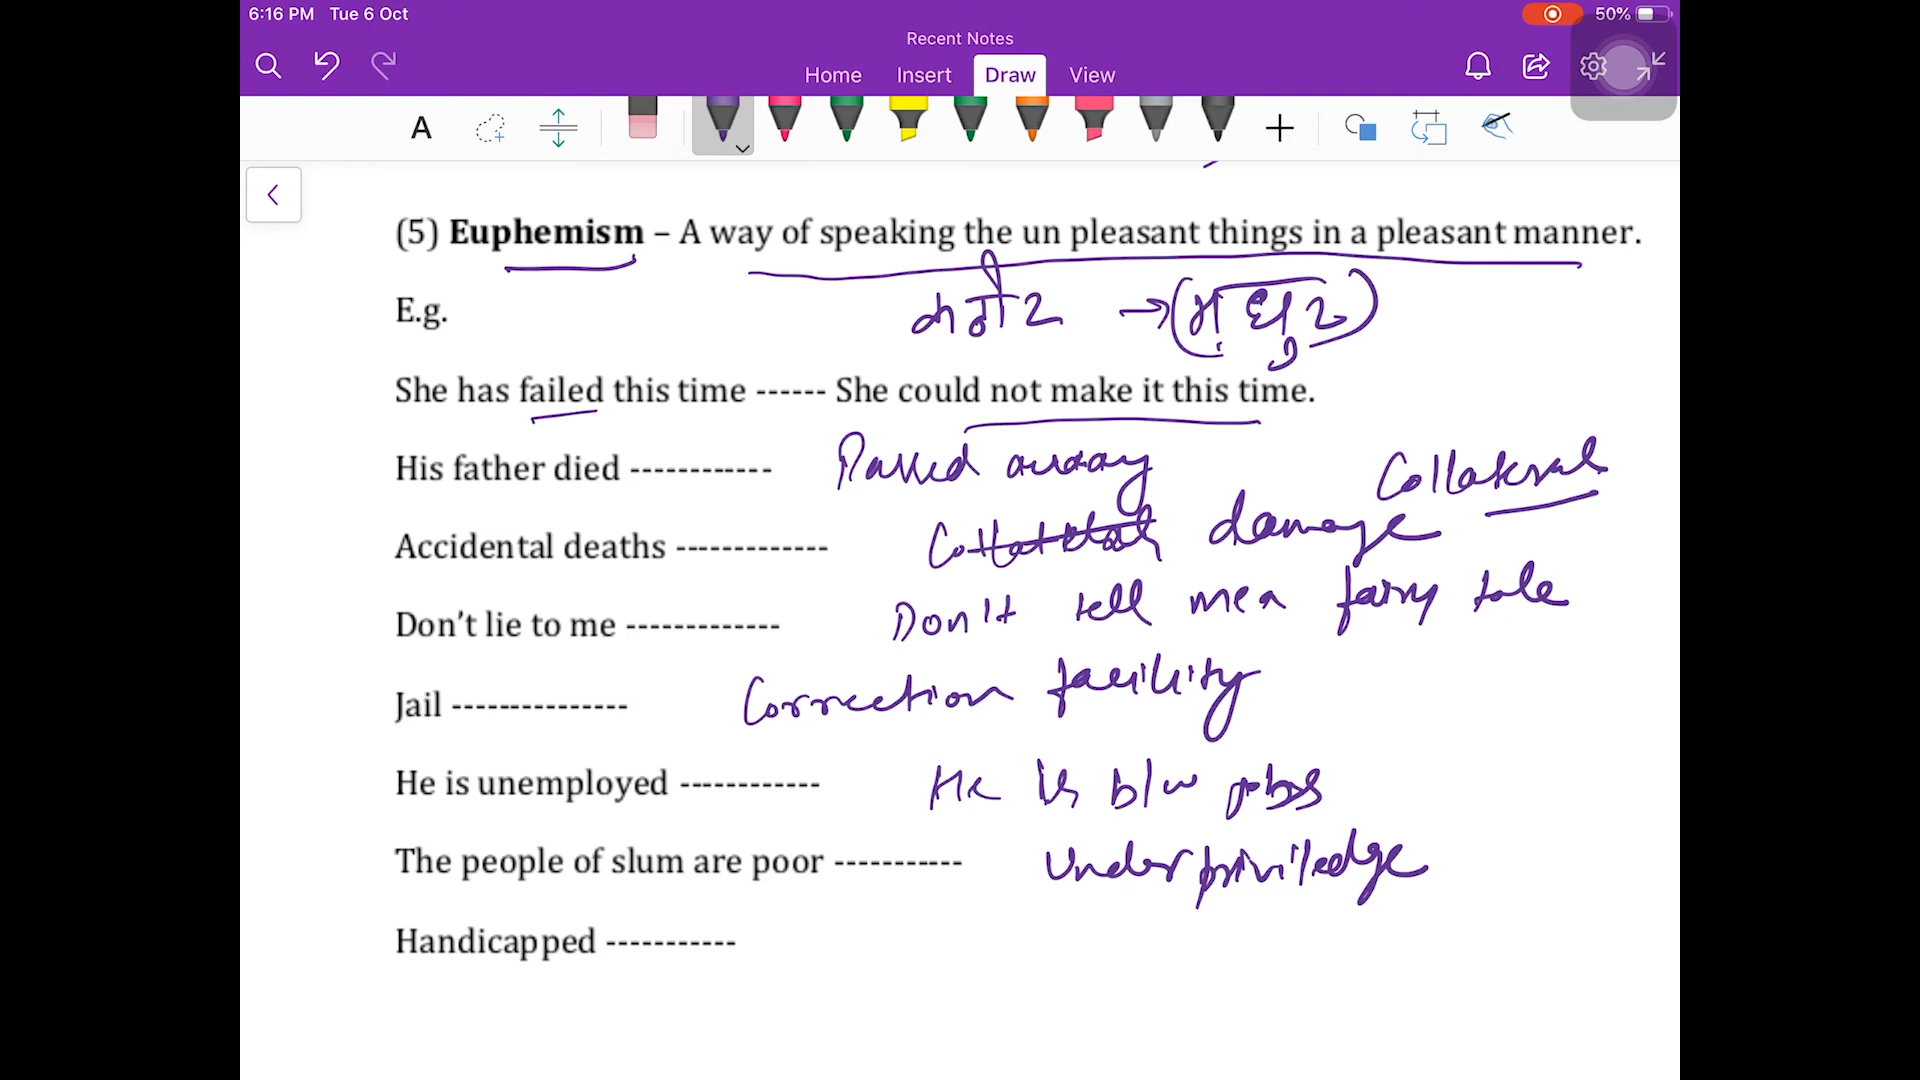 6:16 PM Tue 6 Oct
50%
Recent Notes
Home Insert Draw View
A
(5) Euphemism – A way of speaking the un pleasant things in a pleasant manner.
E.g.
कठोर → (मधुर)
She has failed this time ------ She could not make it this time.
His father died ------------ Passed away
Collateral
Accidental deaths ------------- damage
Don't lie to me ------------- Don't tell me a fairy tale
Jail --------------- Correction facility
He is unemployed ------------ He is b/w jobs
The people of slum are poor ----------- Underpriviledge
Handicapped -----------